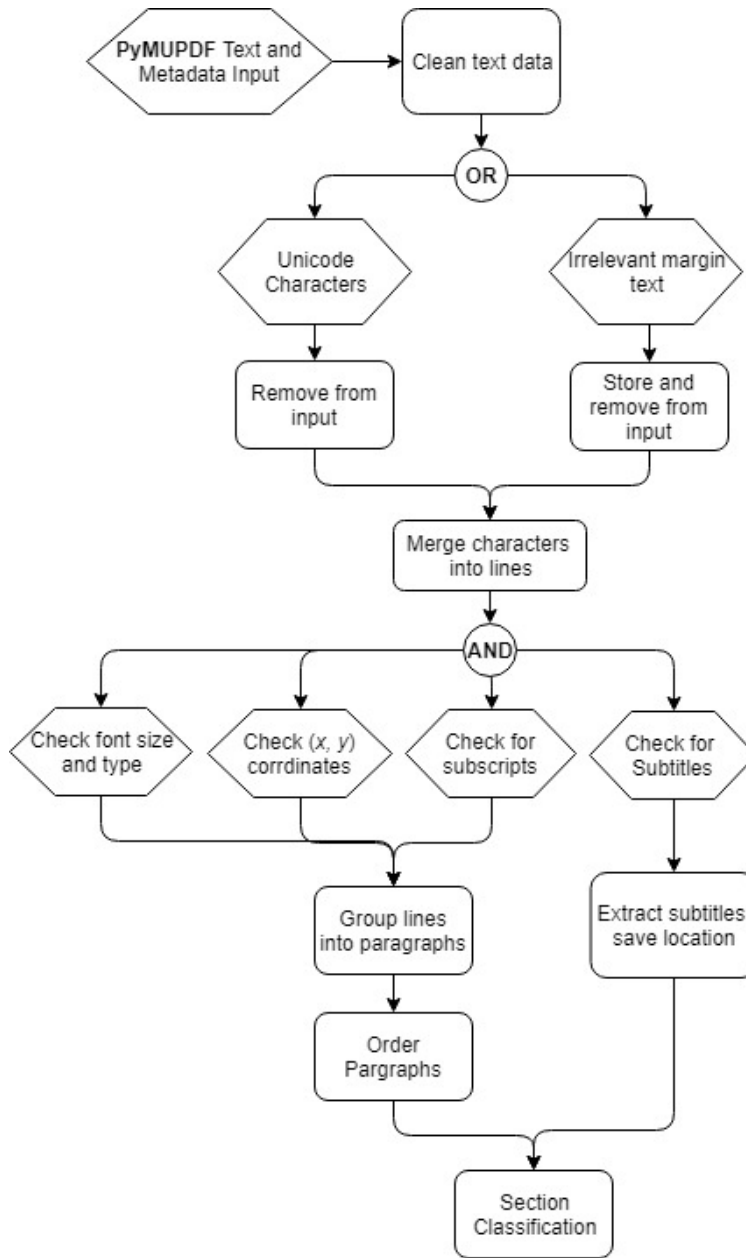 PyMUPDF Text and
Metadata Input
Clean text data
OR
Unicode
Characters
Irrelevant margin
text
Remove from
input
Store and
remove from
input
Merge characters
into lines
AND
Check font size
and type
Check (x, y)
corrdinates
Check for
subscripts
Check for
Subtitles
Group lines
into paragraphs
Extract subtitles
save location
Order
Pargraphs
Section
Classification